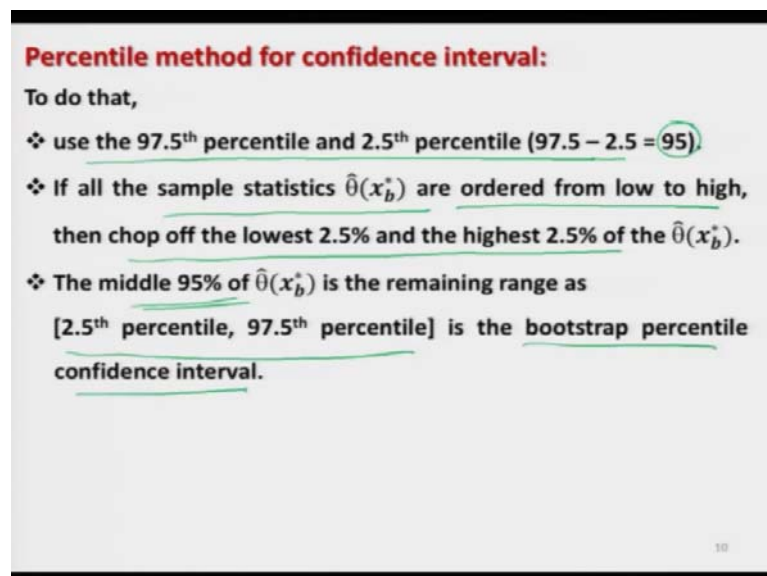 Percentile method for confidence interval:
To do that,
❖ use the 97.5th percentile and 2.5th percentile (97.5 – 2.5 = 95).
❖ If all the sample statistics θ̂(x*_b) are ordered from low to high,
then chop off the lowest 2.5% and the highest 2.5% of the θ̂(x*_b).
❖ The middle 95% of θ̂(x*_b) is the remaining range as
[2.5th percentile, 97.5th percentile] is the bootstrap percentile
confidence interval.
10